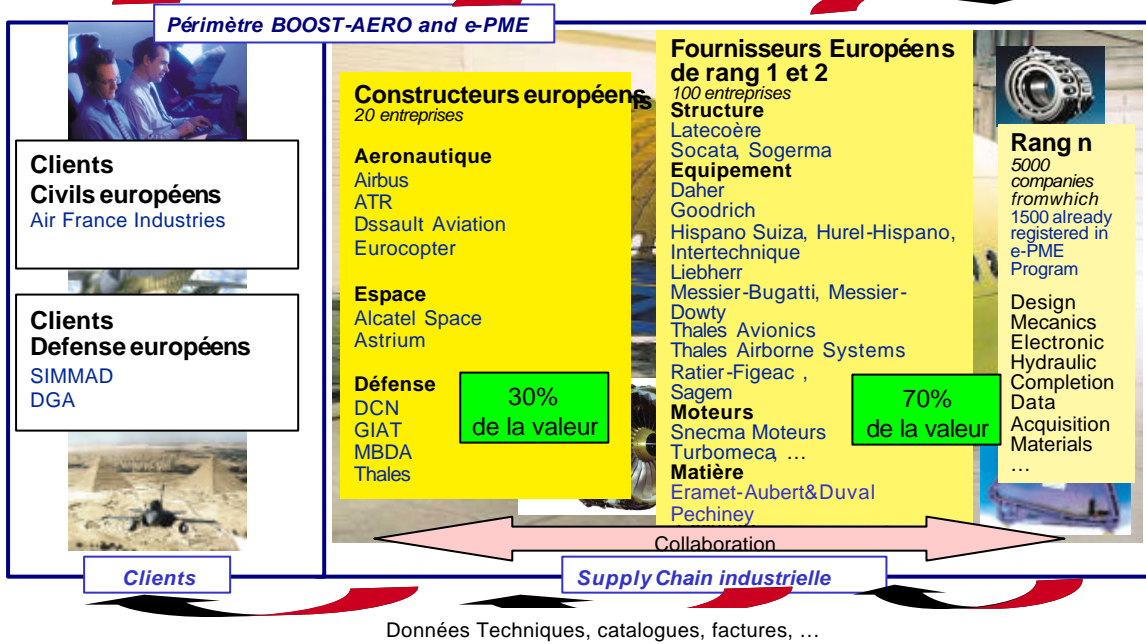 Périmètre BOOST-AERO and e-PME
Clients
Civils européens
Air France Industries
Clients
Defense européens
SIMMAD
DGA
Clients
Constructeurs européens
20 entreprises
Aeronautique
Airbus
ATR
Dssault Aviation
Eurocopter
Espace
Alcatel Space
Astrium
Défense
DCN
GIAT
MBDA
Thales
30%
de la valeur
Fournisseurs Européens
de rang 1 et 2
100 entreprises
Structure
Latecoère
Socata, Sogerma
Equipement
Daher
Goodrich
Hispano Suiza, Hurel-Hispano,
Intertechnique
Liebherr
Messier-Bugatti, Messier-
Dowty
Thales Avionics
Thales Airborne Systems
Ratier-Figeac ,
Sagem
Moteurs
Snecma Moteurs
Turbomeca, …
Matière
Eramet-Aubert&Duval
Pechiney
70%
de la valeur
Rang n
5000
companies
fromwhich
1500 already
registered in
e-PME
Program
Design
Mecanics
Electronic
Hydraulic
Completion
Data
Acquisition
Materials
…
Collaboration
Supply Chain industrielle
Données Techniques, catalogues, factures, …